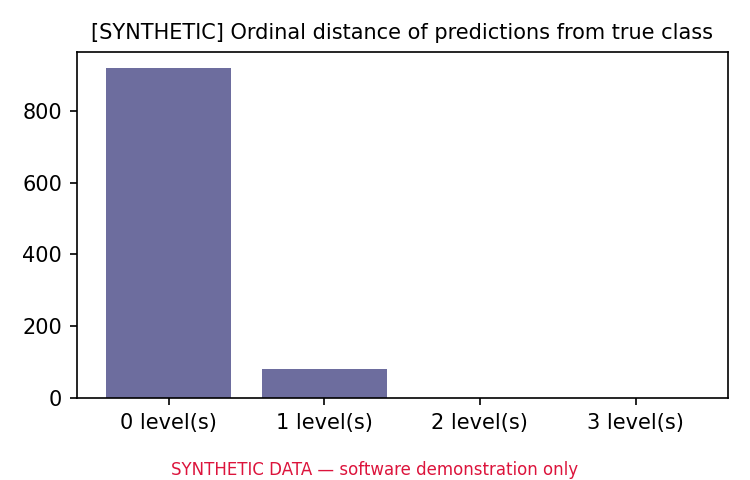 [SYNTHETIC] Ordinal distance of predictions from true class
800
600
400
200
0
0 level(s) 1 level(s) 2 level(s) 3 level(s)
SYNTHETIC DATA — software demonstration only